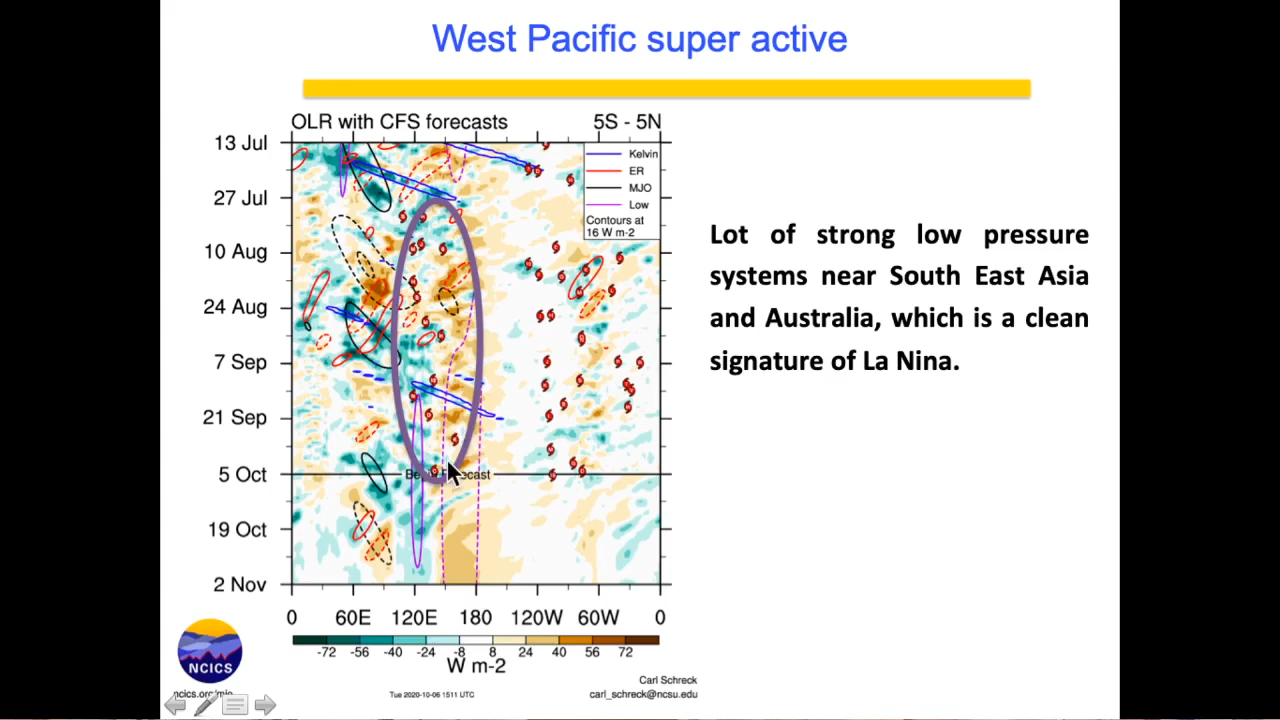 West Pacific super active
OLR with CFS forecasts 5S - 5N
13 Jul
27 Jul
10 Aug
24 Aug
7 Sep
21 Sep
5 Oct
19 Oct
2 Nov
Kelvin
ER
MJO
Low
Contours at
16 W m-2
0 60E 120E 180 120W 60W 0
-72 -56 -40 -24 -8 8 24 40 56 72
W m-2
Lot of strong low pressure
systems near South East Asia
and Australia, which is a clean
signature of La Nina.
NCICS
Tue 2020-10-06 1511 UTC
Carl Schreck
carl_schreck@ncsu.edu